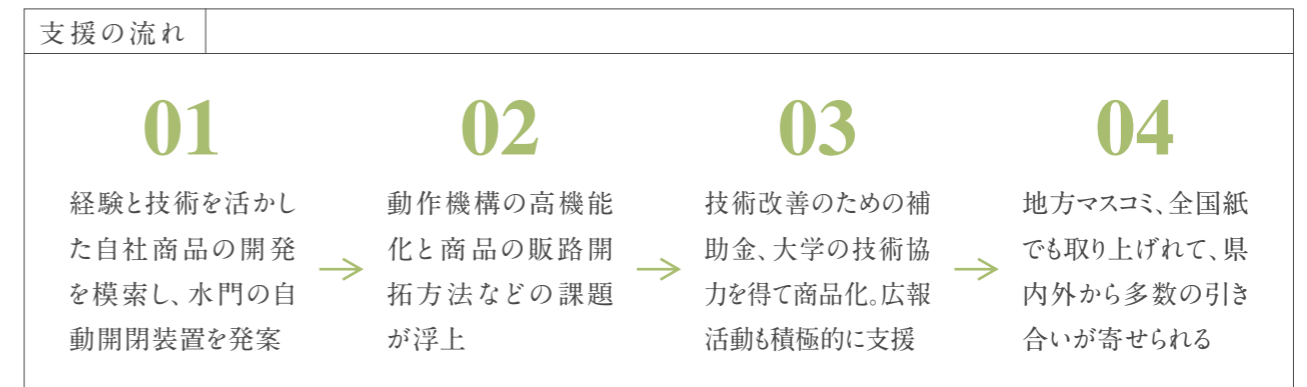 支援の流れ
01
経験と技術を活かし
た自社商品の開発
を模索し、水門の自
動開閉装置を発案
02
動作機構の高機能
化と商品の販路開
拓方法などの課題
が浮上
03
技術改善のための補
助金、大学の技術協
力を得て商品化。広報
活動も積極的に支援
04
地方マスコミ、全国紙
でも取り上げれて、県
内外から多数の引き
合いが寄せられる